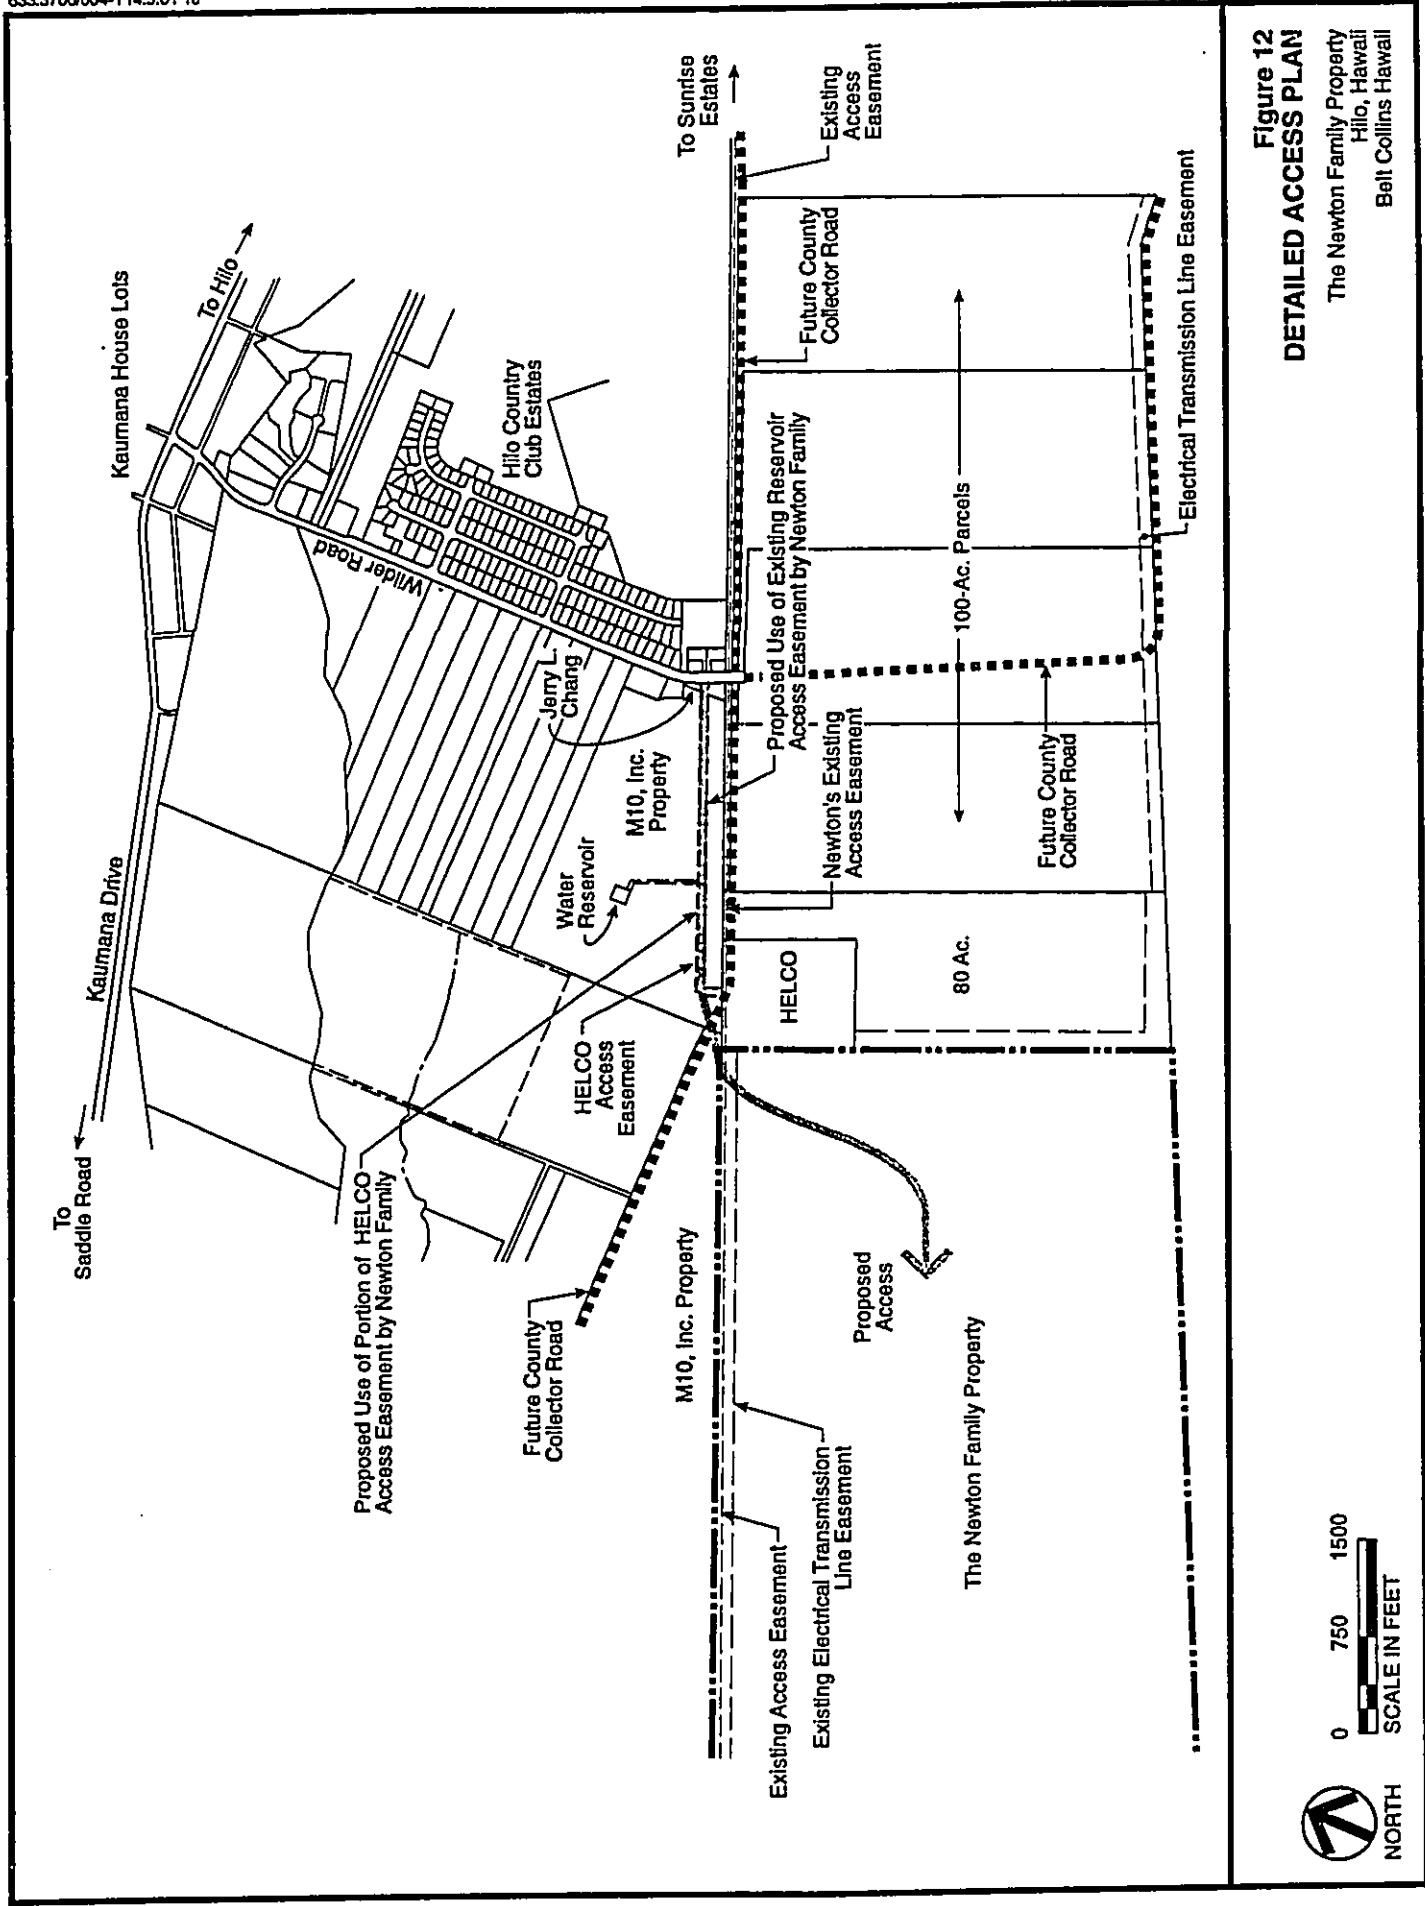 To
Saddle Road
Kaumana Drive
Kaumana House Lots
To Hilo
Wilder Road
Hilo Country
Club Estates
To Sunrise
Estates
Existing
Access
Easement
Jerry L.
Chang
M10, Inc.
Property
Water
Reservoir
HELCO
Access
Easement
Proposed Use of Portion of HELCO
Access Easement by Newton Family
Future County
Collector Road
M10, Inc. Property
Proposed Use of Existing Reservoir
Access Easement by Newton Family
Future County
Collector Road
Newton's Existing
Access Easement
HELCO
80 Ac.
100-Ac. Parcels
Future County
Collector Road
Electrical Transmission Line Easement
Proposed
Access
Existing Access Easement
Existing Electrical Transmission
Line Easement
The Newton Family Property
NORTH
0 750 1500
SCALE IN FEET
Figure 12
DETAILED ACCESS PLAN
The Newton Family Property
Hilo, Hawaii
Belt Collins Hawaii